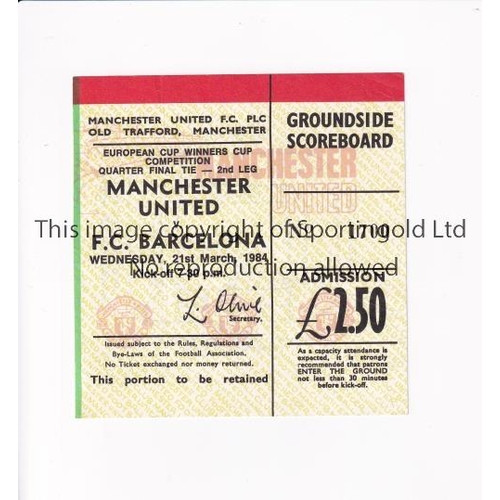 MANCHESTER UNITED F.C. PLC
OLD TRAFFORD, MANCHESTER
EUROPEAN CUP WINNERS CUP
COMPETITION
QUARTER FINAL TIE — 2nd LEG
MANCHESTER
UNITED
v
F.C. BARCELONA
WEDNESDAY, 21st March, 1984
Kick-off 7-30 p.m.
L. Olive
Secretary.
Issued subject to the Rules, Regulations and
Bye-Laws of the Football Association.
No Ticket exchanged nor money returned.
This portion to be retained
GROUNDSIDE
SCOREBOARD
MANCHESTER
UNITED
ADMISSION
£2.50
As a capacity attendance is
expected, it is strongly
recommended that patrons
ENTER THE GROUND
not less than 30 minutes
before kick-off.
This image copyright of Sportingold Ltd
No reproduction allowed